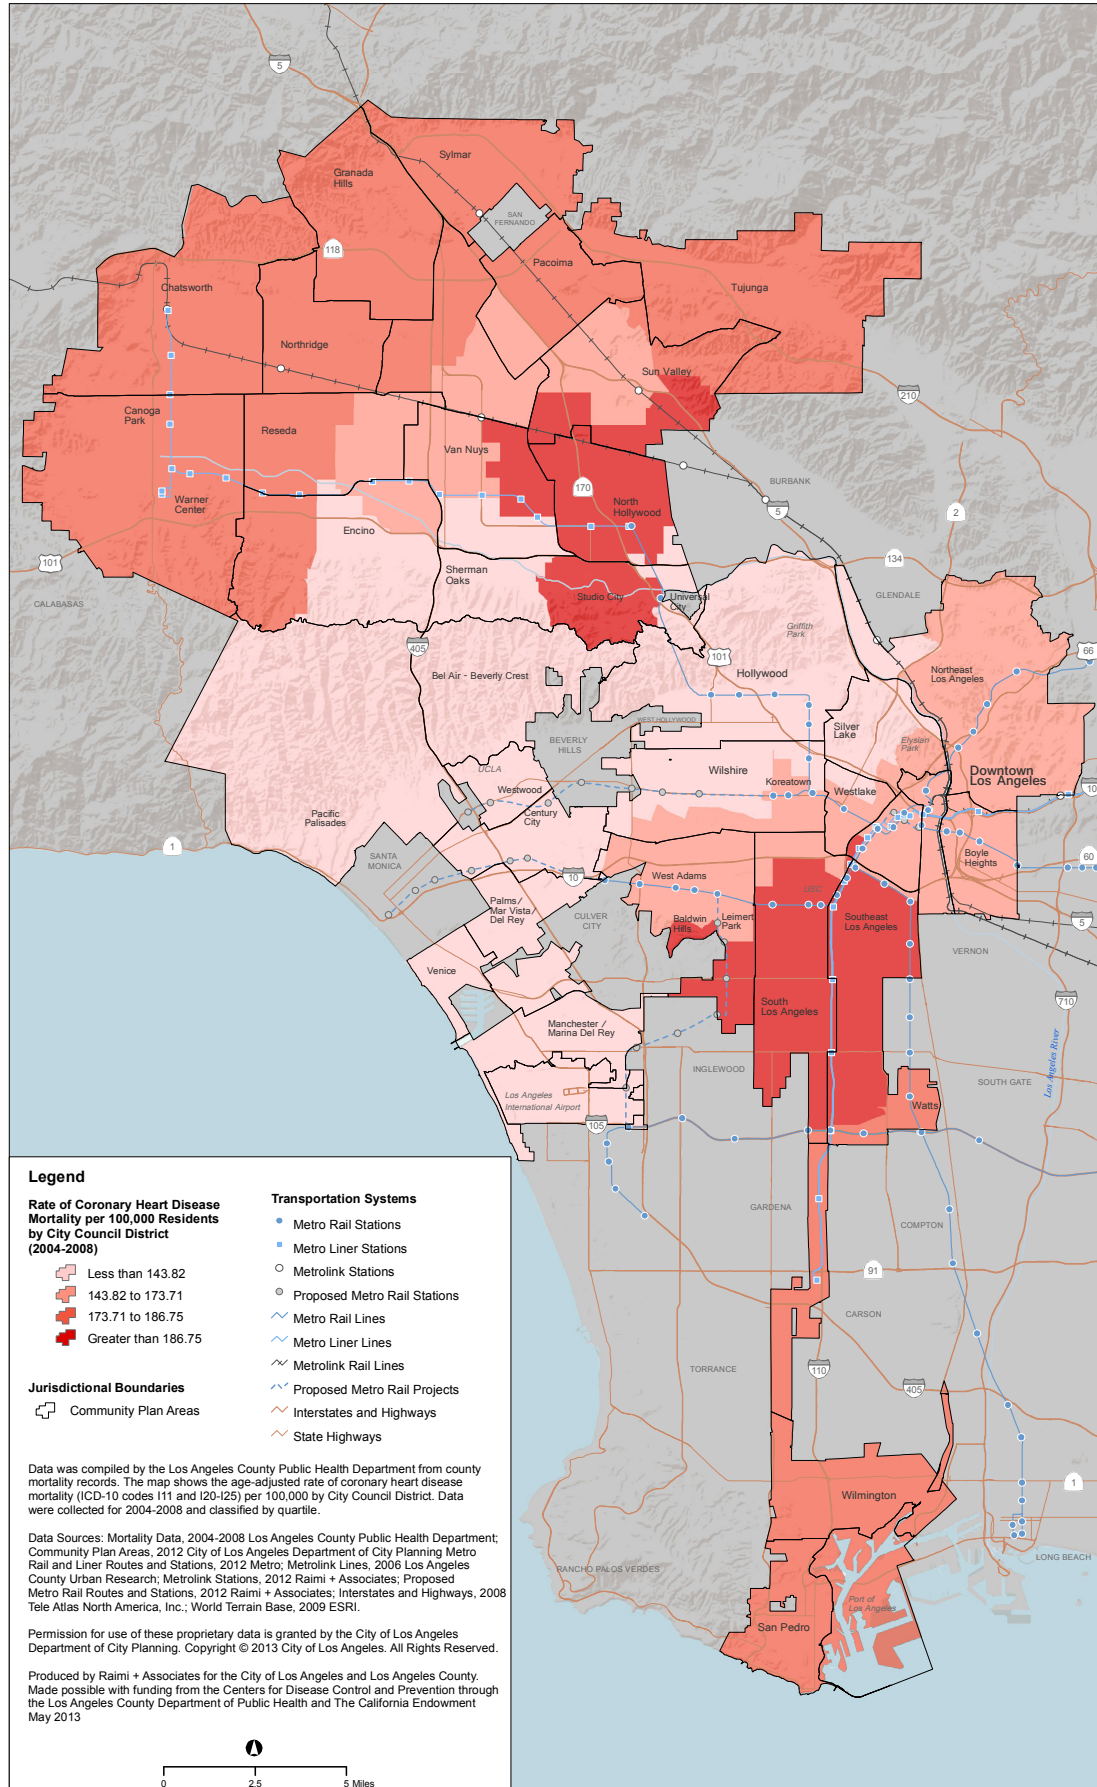 5
Sylmar
Granada
Hills
SAN
FERNANDO
118
Pacoima
Chatsworth
Tujunga
Northridge
Sun Valley
210
Canoga
Park
Reseda
Van Nuys
BURBANK
170
North
Hollywood
Warner
Center
5
2
Encino
101
134
Sherman
Oaks
CALABASAS
Studio City
Universal
City
GLENDALE
Griffith
Park
405
101
66
Bel Air - Beverly Crest
Hollywood
Northeast
Los Angeles
WEST HOLLYWOOD
Silver
Lake
BEVERLY
HILLS
Elysian
Park
UCLA
Wilshire
Downtown
Los Angeles
Koreatown
Westwood
Westlake
10
Century
City
Pacific
Palisades
1
SANTA
MONICA
Boyle
Heights
60
10
West Adams
USC
Palms/
Mar Vista/
Del Rey
CULVER
CITY
Baldwin
Hills
Leimert
Park
Southeast
Los Angeles
5
VERNON
Venice
710
South
Los Angeles
Manchester /
Marina Del Rey
INGLEWOOD
Los Angeles River
SOUTH GATE
Los Angeles
International Airport
Watts
105
GARDENA
COMPTON
91
CARSON
TORRANCE
110
405
1
Wilmington
LONG BEACH
RANCHO PALOS VERDES
Port of
Los Angeles
San Pedro
Legend
Rate of Coronary Heart Disease
Mortality per 100,000 Residents
by City Council District
(2004-2008)
Less than 143.82
143.82 to 173.71
173.71 to 186.75
Greater than 186.75
Jurisdictional Boundaries
Community Plan Areas
Transportation Systems
Metro Rail Stations
Metro Liner Stations
Metrolink Stations
Proposed Metro Rail Stations
Metro Rail Lines
Metro Liner Lines
Metrolink Rail Lines
Proposed Metro Rail Projects
Interstates and Highways
State Highways
Data was compiled by the Los Angeles County Public Health Department from county
mortality records. The map shows the age-adjusted rate of coronary heart disease
mortality (ICD-10 codes I11 and I20-I25) per 100,000 by City Council District. Data
were collected for 2004-2008 and classified by quartile.
Data Sources: Mortality Data, 2004-2008 Los Angeles County Public Health Department;
Community Plan Areas, 2012 City of Los Angeles Department of City Planning Metro
Rail and Liner Routes and Stations, 2012 Metro; Metrolink Lines, 2006 Los Angeles
County Urban Research; Metrolink Stations, 2012 Raimi + Associates; Proposed
Metro Rail Routes and Stations, 2012 Raimi + Associates; Interstates and Highways, 2008
Tele Atlas North America, Inc.; World Terrain Base, 2009 ESRI.
Permission for use of these proprietary data is granted by the City of Los Angeles
Department of City Planning. Copyright © 2013 City of Los Angeles. All Rights Reserved.
Produced by Raimi + Associates for the City of Los Angeles and Los Angeles County.
Made possible with funding from the Centers for Disease Control and Prevention through
the Los Angeles County Department of Public Health and The California Endowment
May 2013
0 2.5 5 Miles